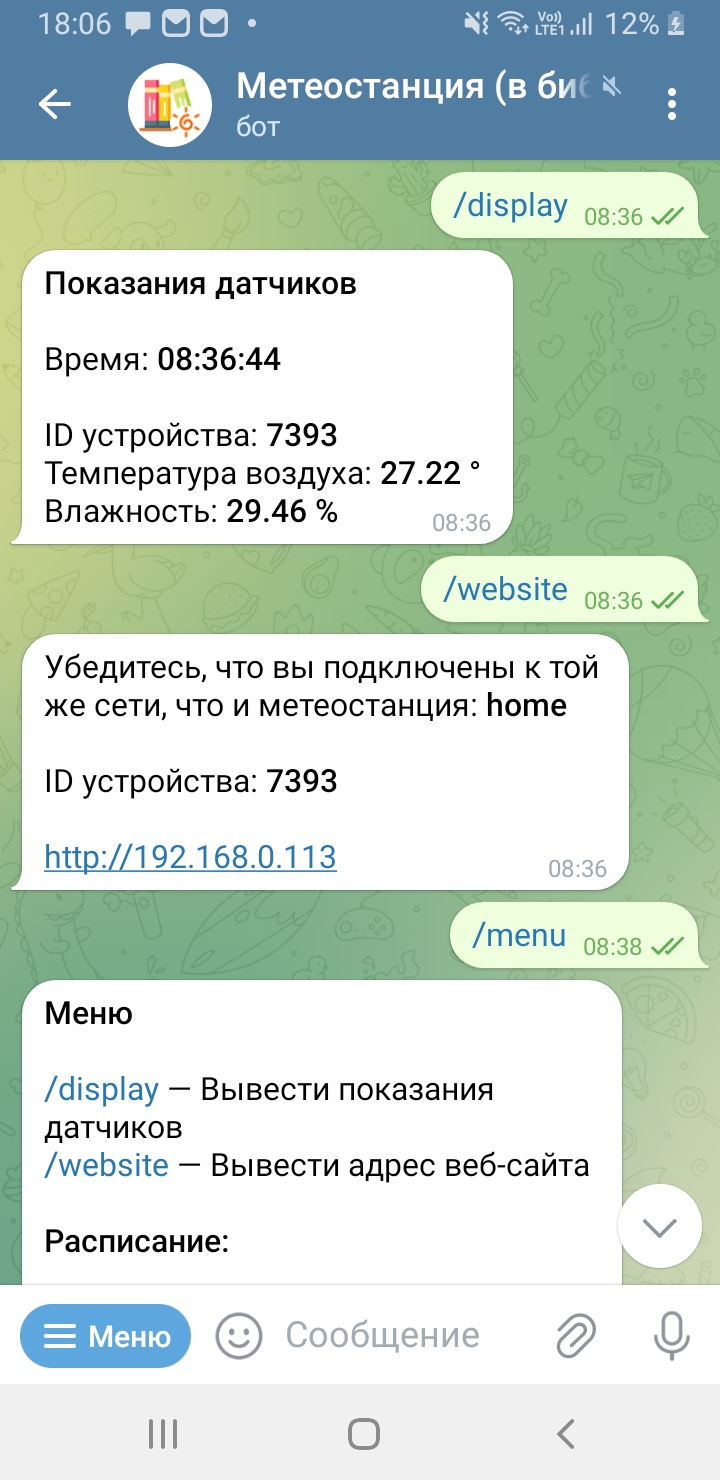 18:06 Vo)) LTE1 12%
Метеостанция (в биб
бот
/display 08:36
Показания датчиков
Время: 08:36:44
ID устройства: 7393
Температура воздуха: 27.22 °
Влажность: 29.46 %
08:36
/website 08:36
Убедитесь, что вы подключены к той
же сети, что и метеостанция: home
ID устройства: 7393
http://192.168.0.113
08:36
/menu 08:38
Меню
/display — Вывести показания
датчиков
/website — Вывести адрес веб-сайта
Расписание:
Меню Сообщение